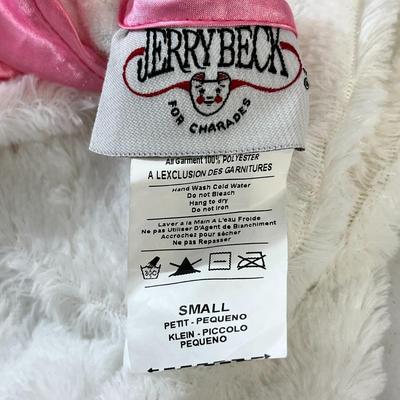 JERRY BECK
FOR CHARADES
All Garment 100% POLYESTER
A LEXCLUSION DES GARNITURES
Hand Wash Cold Water
Do not Bleach
Hang to dry
Do not Iron
Laver a la Main A L'eau Froide
Ne pas Utiliser D'Agent de Bianchiment
Accrochez pour sécher
Ne pas Repasser
30C
SMALL
PETIT - PEQUENO
KLEIN - PICCOLO
PEQUENO